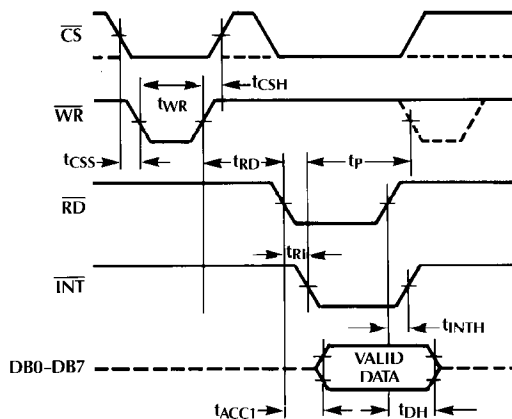 CS
tCSH
tWR
WR
tCSS
tRD
tP
RD
tRI
INT
tINTH
DB0–DB7
VALID
DATA
tACC1
tDH